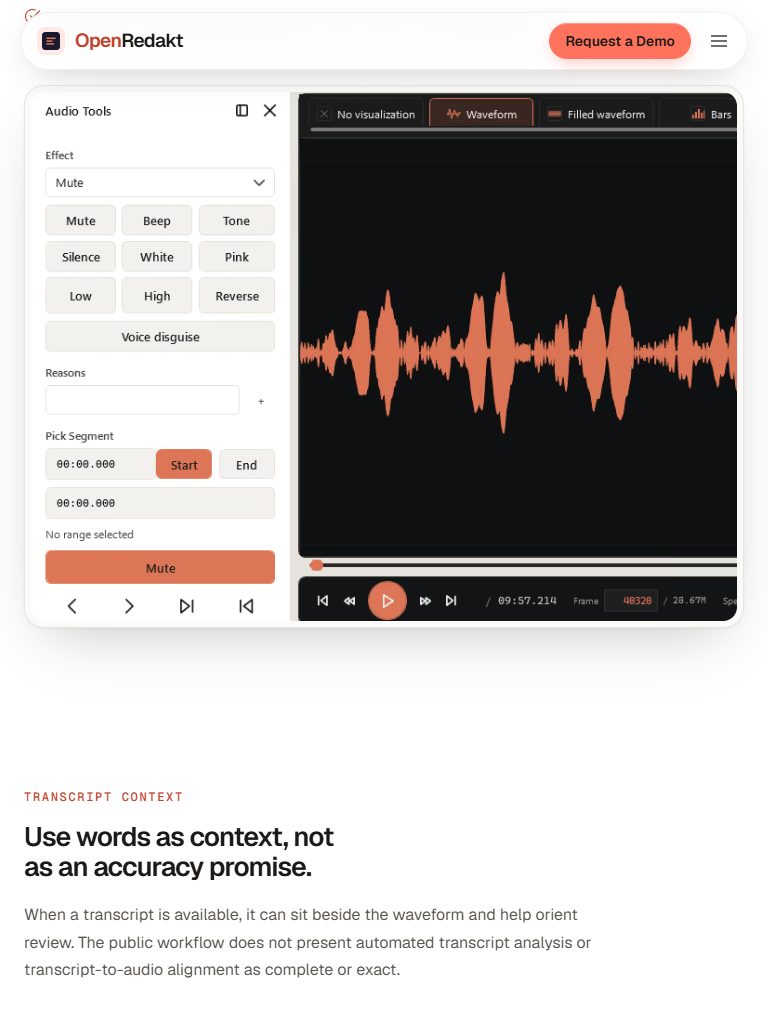 OpenRedakt
Request a Demo
Audio Tools
Effect
Mute
Mute Beep Tone
Silence White Pink
Low High Reverse
Voice disguise
Reasons
+
Pick Segment
00:00.000 Start End
00:00.000
No range selected
Mute
No visualization Waveform Filled waveform Bars
/ 09:57.214 Frame 40320 / 28.67M Spe
TRANSCRIPT CONTEXT
Use words as context, not
as an accuracy promise.
When a transcript is available, it can sit beside the waveform and help orient
review. The public workflow does not present automated transcript analysis or
transcript-to-audio alignment as complete or exact.